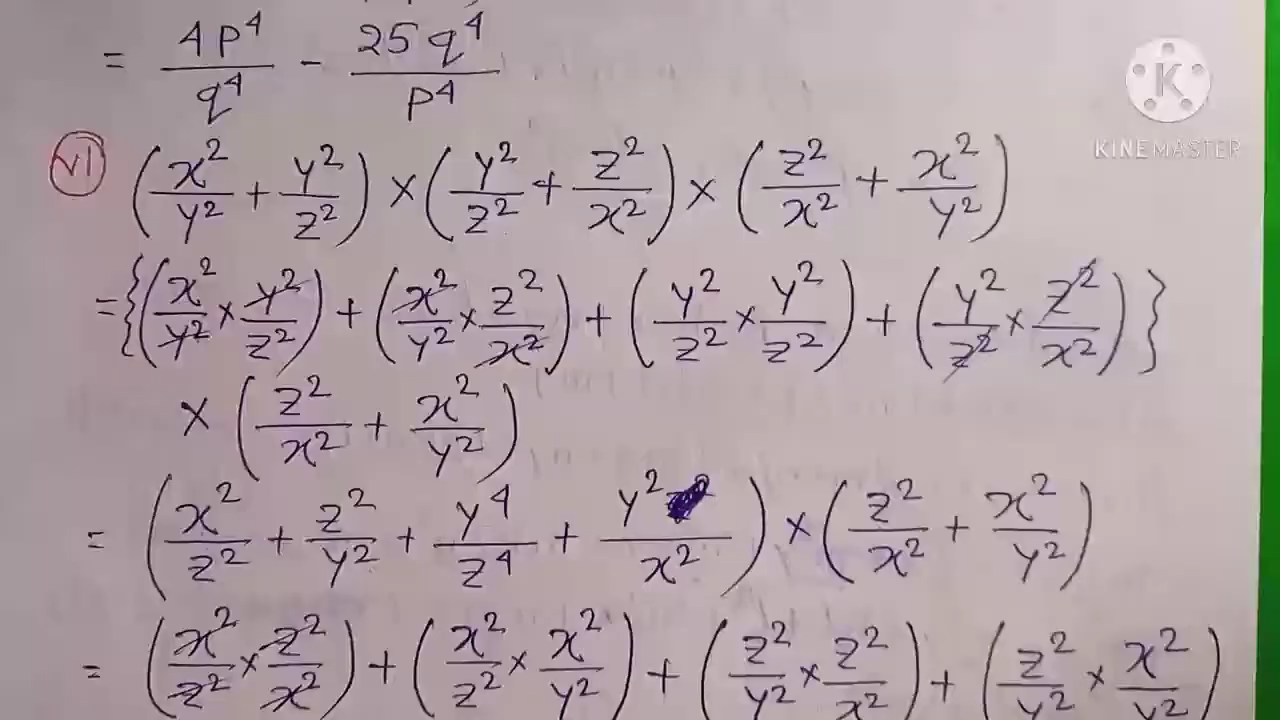 = 4p⁴/q⁴ - 25q⁴/p⁴
K
KINEMASTER
vi (x²/y² + y²/z²) × (y²/z² + z²/x²) × (z²/x² + x²/y²)
= {(x²/y² × y²/z²) + (x²/y² × z²/x²) + (y²/z² × y²/z²) + (y²/z² × z²/x²)}
× (z²/x² + x²/y²)
= (x²/z² + z²/y² + y⁴/z⁴ + y²/x²) × (z²/x² + x²/y²)
= (x²/z² × z²/x²) + (x²/z² × x²/y²) + (z²/y² × z²/x²) + (z²/y² × x²/y²)